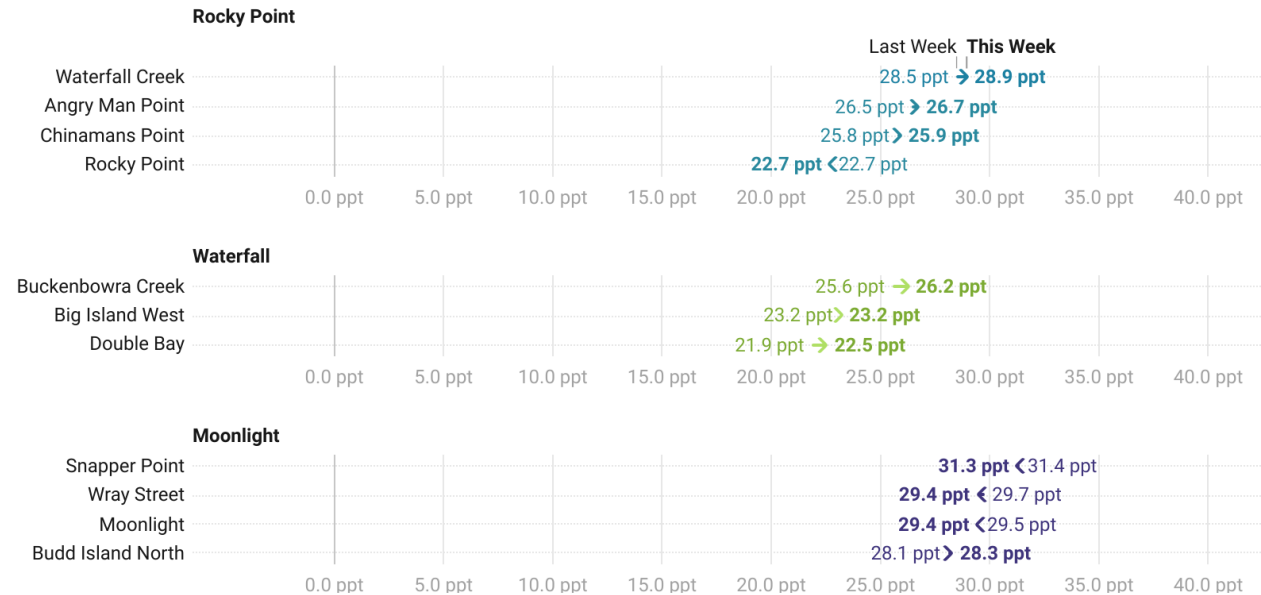 Rocky Point
Last Week This Week
Waterfall Creek 28.5 ppt → 28.9 ppt
Angry Man Point 26.5 ppt 26.7 ppt
Chinamans Point 25.8 ppt 25.9 ppt
Rocky Point 22.7 ppt 22.7 ppt
0.0 ppt 5.0 ppt 10.0 ppt 15.0 ppt 20.0 ppt 25.0 ppt 30.0 ppt 35.0 ppt 40.0 ppt
Waterfall
Buckenbowra Creek 25.6 ppt → 26.2 ppt
Big Island West 23.2 ppt 23.2 ppt
Double Bay 21.9 ppt → 22.5 ppt
0.0 ppt 5.0 ppt 10.0 ppt 15.0 ppt 20.0 ppt 25.0 ppt 30.0 ppt 35.0 ppt 40.0 ppt
Moonlight
Snapper Point 31.3 ppt 31.4 ppt
Wray Street 29.4 ppt 29.7 ppt
Moonlight 29.4 ppt 29.5 ppt
Budd Island North 28.1 ppt 28.3 ppt
0.0 ppt 5.0 ppt 10.0 ppt 15.0 ppt 20.0 ppt 25.0 ppt 30.0 ppt 35.0 ppt 40.0 ppt